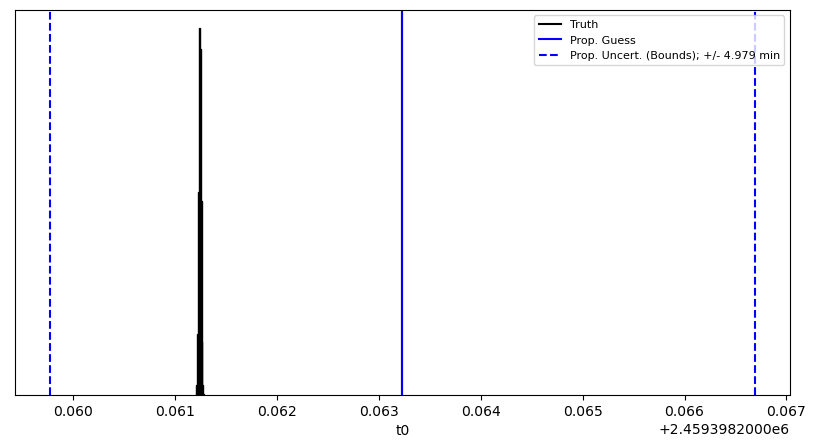 Truth
Prop. Guess
Prop. Uncert. (Bounds); +/- 4.979 min
0.060 0.061 0.062 0.063 0.064 0.065 0.066 0.067
t0
+2.4593982000e6